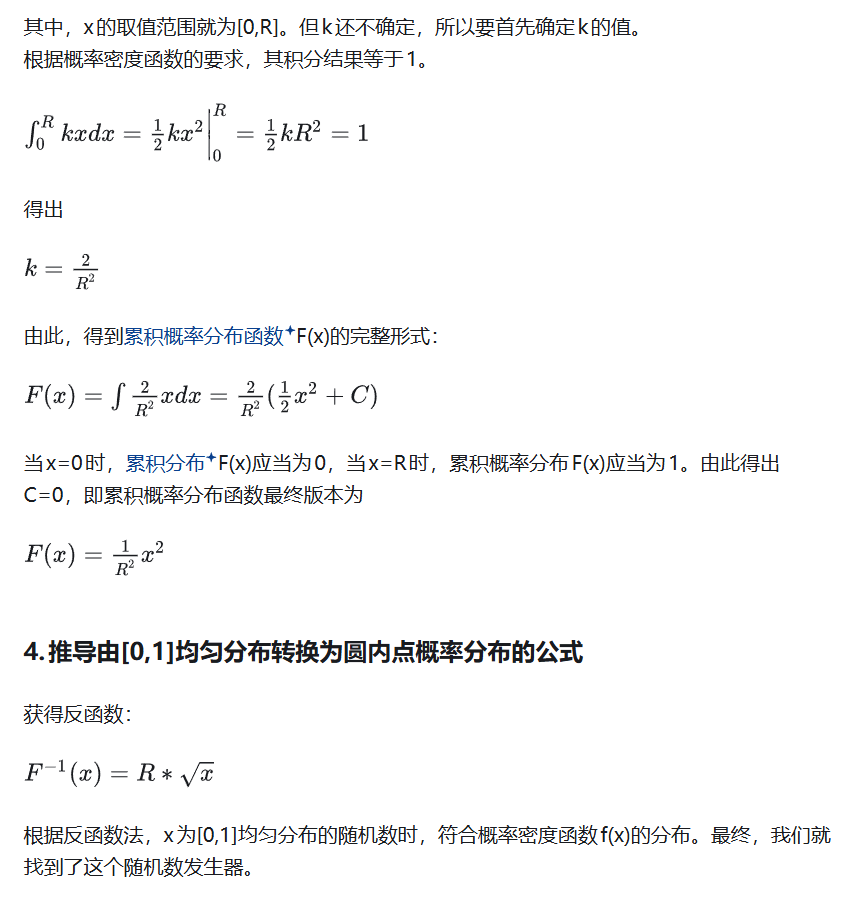 其中，x的取值范围就为[0,R]。但k还不确定，所以要首先确定k的值。
根据概率密度函数的要求，其积分结果等于1。
∫₀ᴿ kxdx = ½kx² |₀ᴿ = ½kR² = 1
得出
k = 2/R²
由此，得到累积概率分布函数✦F(x)的完整形式：
F(x) = ∫ 2/R² xdx = 2/R² (½x² + C)
当x=0时，累积分布✦F(x)应当为0，当x=R时，累积概率分布F(x)应当为1。由此得出
C=0，即累积概率分布函数最终版本为
F(x) = 1/R² x²
4.推导由[0,1]均匀分布转换为圆内点概率分布的公式
获得反函数：
F⁻¹(x) = R * √x
根据反函数法，x为[0,1]均匀分布的随机数时，符合概率密度函数f(x)的分布。最终，我们就
找到了这个随机数发生器。